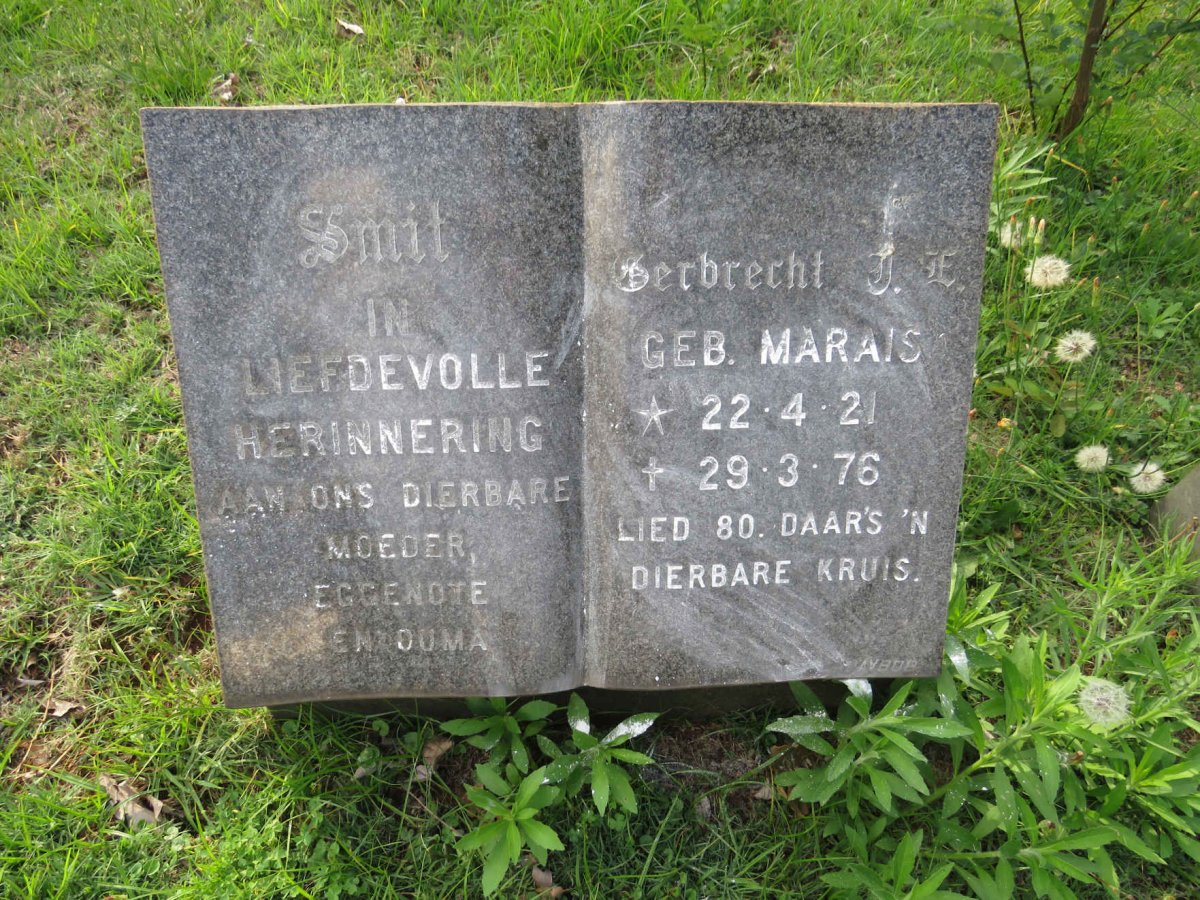 Smit
IN
LIEFDEVOLLE
HERINNERING
AAN ONS DIERBARE
MOEDER,
EGGENOTE
EN OUMA
Gerbrecht J. E.
GEB. MARAIS
22·4·21
29·3·76
LIED 80. DAAR'S 'N
DIERBARE KRUIS.